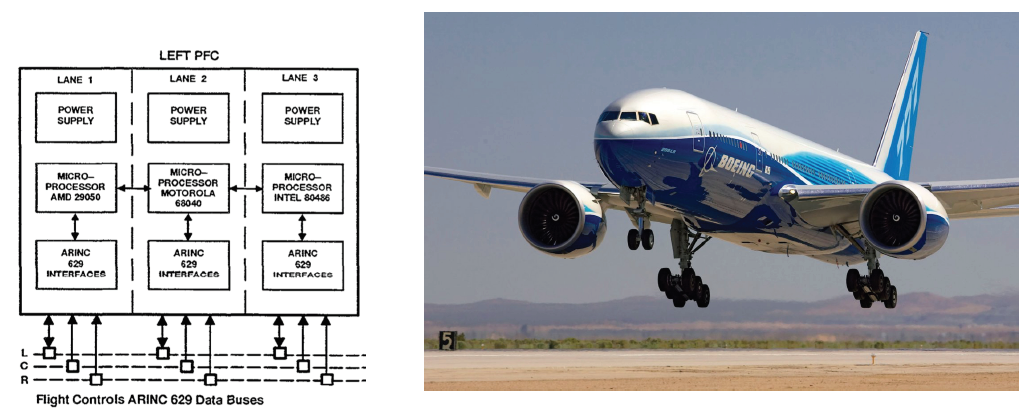 LEFT PFC
LANE 1
LANE 2
LANE 3
POWER
SUPPLY
POWER
SUPPLY
POWER
SUPPLY
MICRO–
PROCESSOR
AMD 29050
MICRO–
PROCESSOR
MOTOROLA
68040
MICRO–
PROCESSOR
INTEL 80486
ARINC
629
INTERFACES
ARINC
629
INTERFACES
ARINC
629
INTERFACES
L
C
R
Flight Controls ARINC 629 Data Buses
BOEING
5